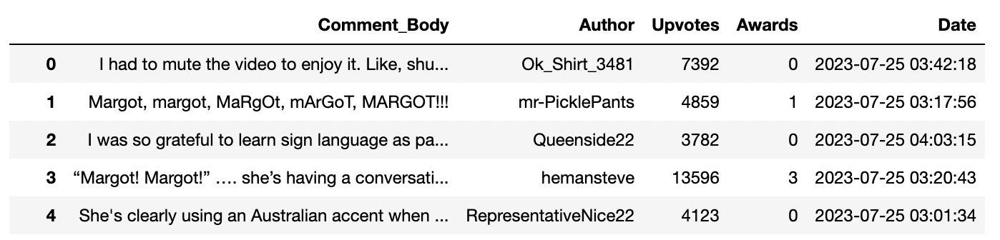 Comment_Body Author Upvotes Awards Date
0 I had to mute the video to enjoy it. Like, shu... Ok_Shirt_3481 7392 0 2023-07-25 03:42:18
1 Margot, margot, MaRgOt, mArGoT, MARGOT!!! mr-PicklePants 4859 1 2023-07-25 03:17:56
2 I was so grateful to learn sign language as pa... Queenside22 3782 0 2023-07-25 04:03:15
3 “Margot! Margot!” …. she’s having a conversati... hemansteve 13596 3 2023-07-25 03:20:43
4 She's clearly using an Australian accent when ... RepresentativeNice22 4123 0 2023-07-25 03:01:34